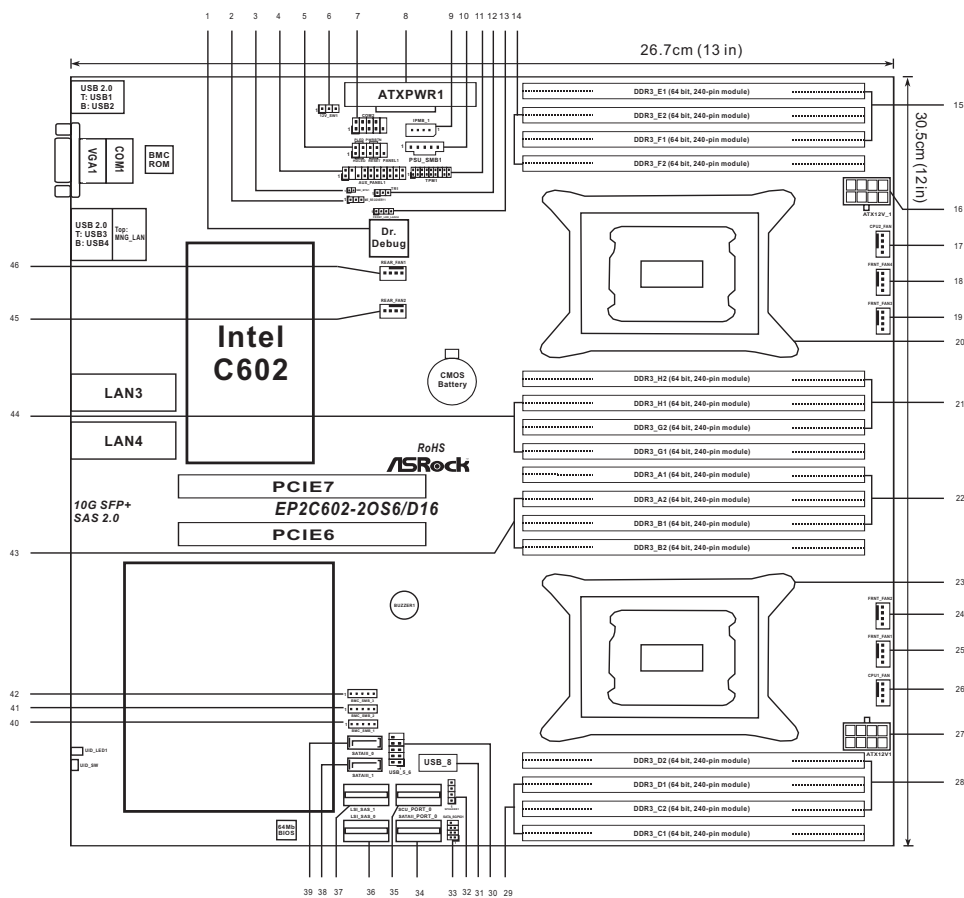 1 2 3 4 5 6 7 8 9 10 11 12 13 14
26.7cm (13 in)
30.5cm (12 in)
USB 2.0
T: USB1
B: USB2
VGA1
COM1
BMC
ROM
USB 2.0
T: USB3
B: USB4
Top:
MNG_LAN
12V_SW1
ATXPWR1
COM2
IPMB_1
PSU_SMB1
AUX_PANEL1
PANEL1
TPM1
Dr.
Debug
REAR_FAN1
REAR_FAN2
DDR3_E1 (64 bit, 240-pin module)
DDR3_E2 (64 bit, 240-pin module)
DDR3_F1 (64 bit, 240-pin module)
DDR3_F2 (64 bit, 240-pin module)
15
ATX12V_1
16
CPU2_FAN
17
FRNT_FAN4
18
FRNT_FAN3
19
20
46
45
Intel
C602
CMOS
Battery
LAN3
LAN4
44
DDR3_H2 (64 bit, 240-pin module)
DDR3_H1 (64 bit, 240-pin module)
DDR3_G2 (64 bit, 240-pin module)
DDR3_G1 (64 bit, 240-pin module)
21
DDR3_A1 (64 bit, 240-pin module)
DDR3_A2 (64 bit, 240-pin module)
DDR3_B1 (64 bit, 240-pin module)
DDR3_B2 (64 bit, 240-pin module)
22
RoHS
ASRock
PCIE7
EP2C602-2OS6/D16
PCIE6
10G SFP+
SAS 2.0
43
BUZZER1
23
FRNT_FAN2
24
FRNT_FAN1
25
CPU1_FAN
26
ATX12V1
27
42
41
40
BMC_SMB_1
UID_LED1
UID_SW
SATAIII_0
SATAIII_1
USB_5_6
USB_8
LSI_SAS_1
SCU_PORT_0
LSI_SAS_0
SATAII_PORT_0
64Mb
BIOS
DDR3_D2 (64 bit, 240-pin module)
DDR3_D1 (64 bit, 240-pin module)
DDR3_C2 (64 bit, 240-pin module)
DDR3_C1 (64 bit, 240-pin module)
28
39 38 37 36 35 34 33 32 31 30 29